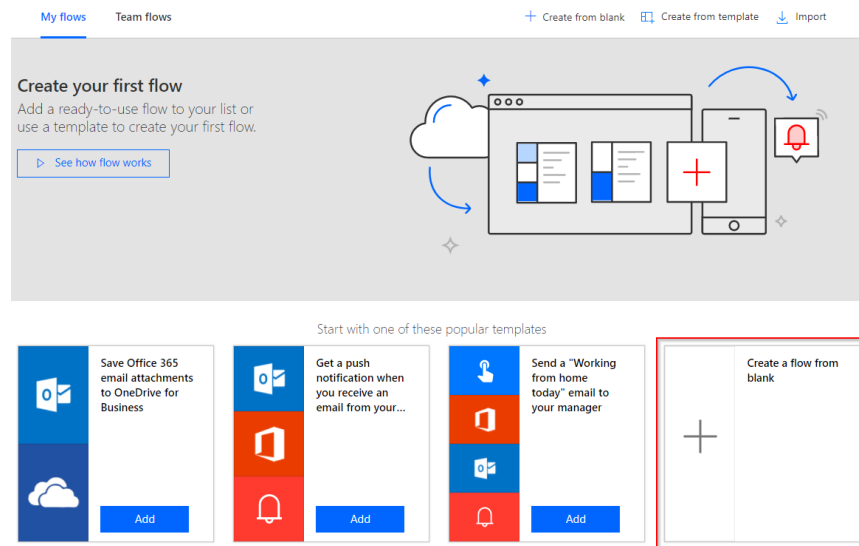 My flows Team flows + Create from blank Create from template Import
Create your first flow
Add a ready-to-use flow to your list or
use a template to create your first flow.
See how flow works
Start with one of these popular templates
Save Office 365
email attachments
to OneDrive for
Business
Add
Get a push
notification when
you receive an
email from your...
Add
Send a "Working
from home
today" email to
your manager
Add
Create a flow from
blank